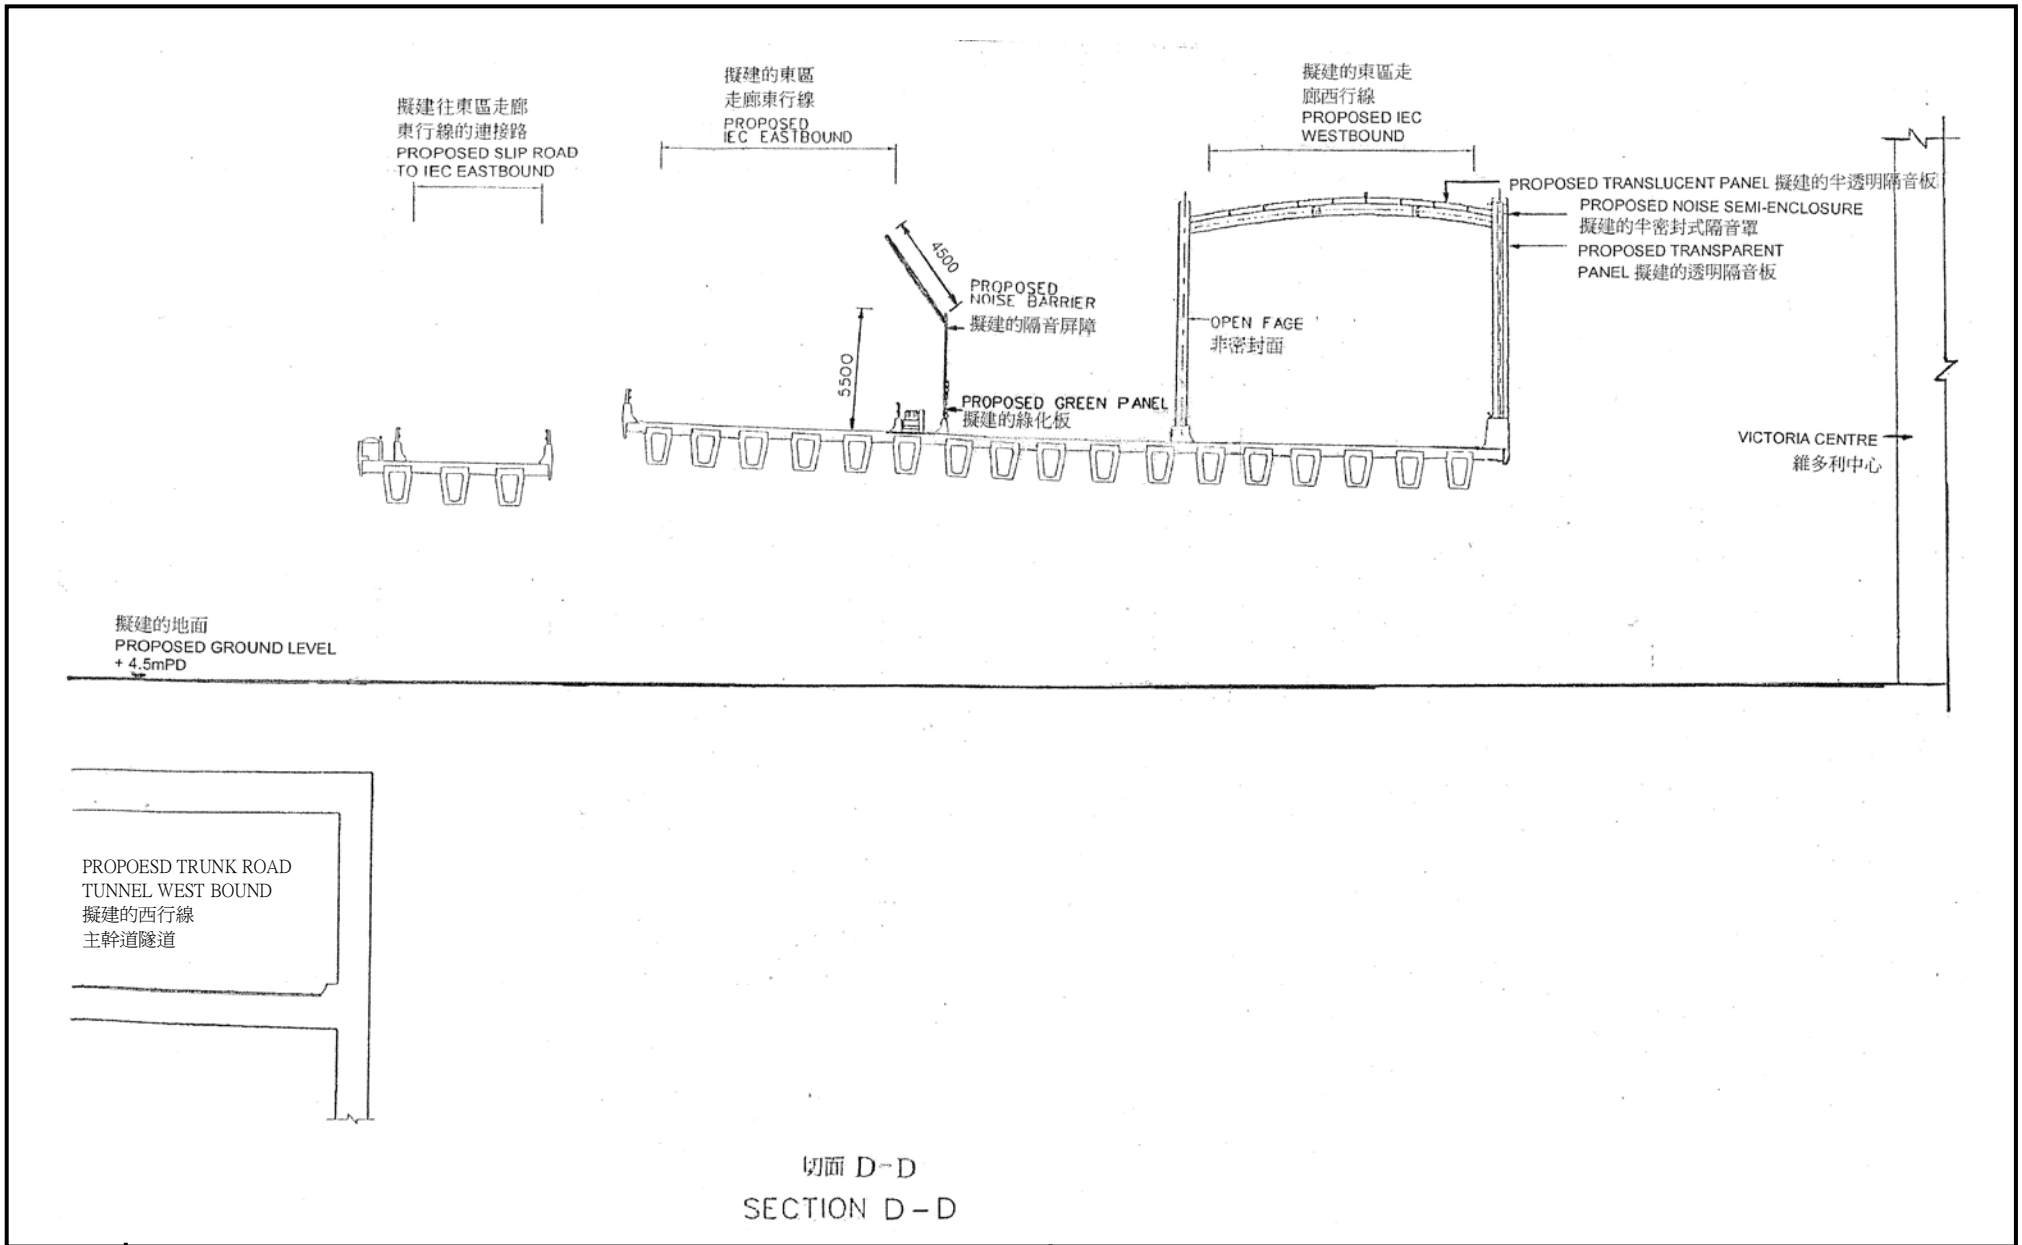 擬建往東區走廊
東行線的連接路
PROPOSED SLIP ROAD
TO IEC EASTBOUND
擬建的東區
走廊東行線
PROPOSED
IEC EASTBOUND
擬建的東區走
廊西行線
PROPOSED IEC
WESTBOUND
PROPOSED TRANSLUCENT PANEL 擬建的半透明隔音板
PROPOSED NOISE SEMI-ENCLOSURE
擬建的半密封式隔音罩
PROPOSED TRANSPARENT
PANEL 擬建的透明隔音板
4500
PROPOSED
NOISE BARRIER
擬建的隔音屏障
OPEN FAGE
非密封面
5500
PROPOSED GREEN PANEL
擬建的綠化板
VICTORIA CENTRE
維多利中心
擬建的地面
PROPOSED GROUND LEVEL
+ 4.5mPD
PROPOESD TRUNK ROAD
TUNNEL WEST BOUND
擬建的西行線
主幹道隧道
切面 D-D
SECTION D-D